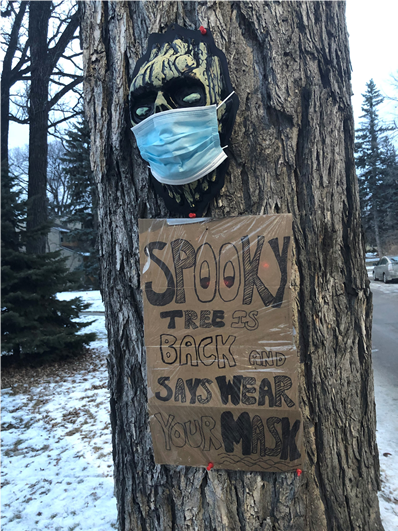 SPOOKY
TREE IS
BACK AND
SAYS WEAR
YOUR MASK